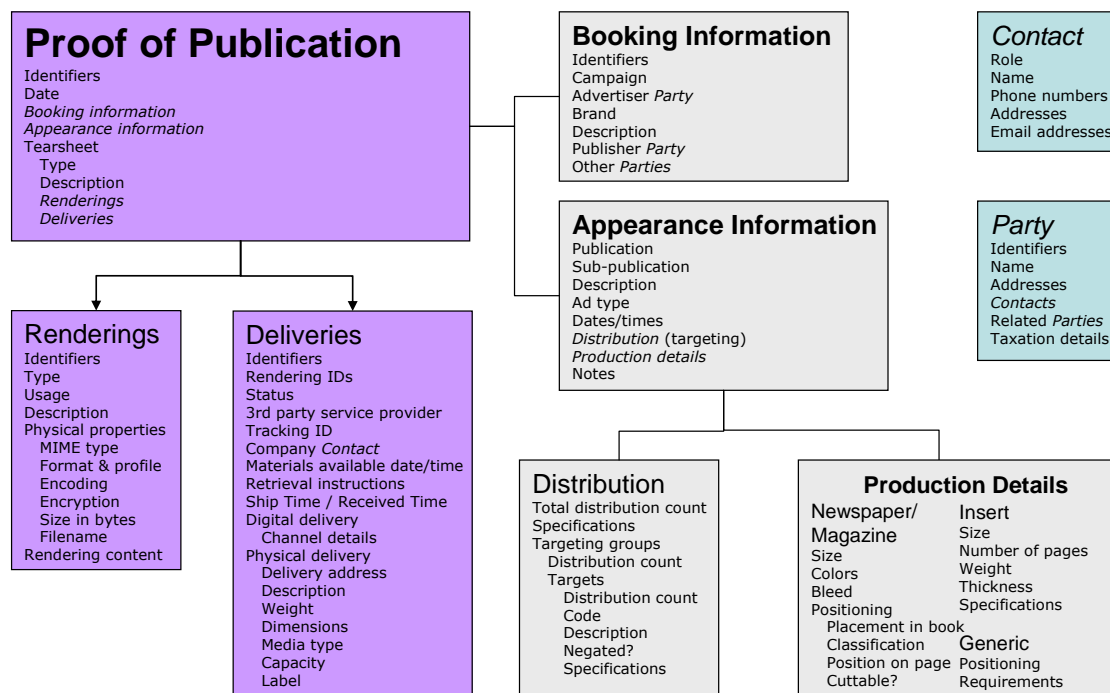 Proof of Publication
Identifiers
Date
Booking information
Appearance information
Tearsheet
Type
Description
Renderings
Deliveries
Booking Information
Identifiers
Campaign
Advertiser Party
Brand
Description
Publisher Party
Other Parties
Contact
Role
Name
Phone numbers
Addresses
Email addresses
Appearance Information
Publication
Sub-publication
Description
Ad type
Dates/times
Distribution (targeting)
Production details
Notes
Party
Identifiers
Name
Addresses
Contacts
Related Parties
Taxation details
Renderings
Identifiers
Type
Usage
Description
Physical properties
MIME type
Format & profile
Encoding
Encryption
Size in bytes
Filename
Rendering content
Deliveries
Identifiers
Rendering IDs
Status
3rd party service provider
Tracking ID
Company Contact
Materials available date/time
Retrieval instructions
Ship Time / Received Time
Digital delivery
Channel details
Physical delivery
Delivery address
Description
Weight
Dimensions
Media type
Capacity
Label
Distribution
Total distribution count
Specifications
Targeting groups
Distribution count
Targets
Distribution count
Code
Description
Negated?
Specifications
Production Details
Newspaper/
Magazine
Size
Colors
Bleed
Positioning
Placement in book
Classification
Position on page
Cuttable?
Insert
Size
Number of pages
Weight
Thickness
Specifications
Generic
Positioning
Requirements